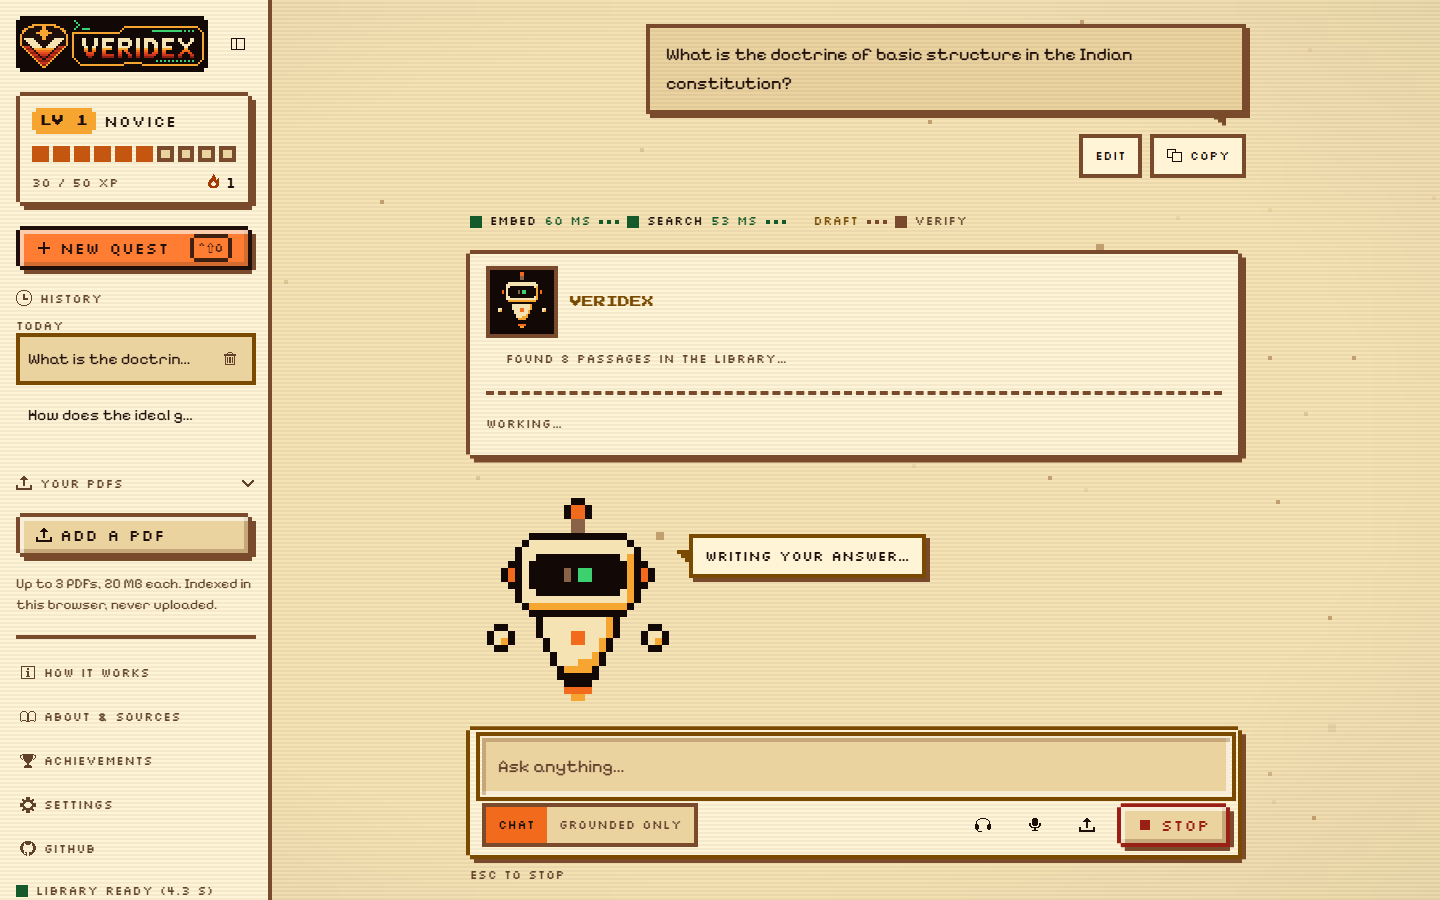 VERIDEX
LV 1 NOVICE
30 / 50 XP
1
+ NEW QUEST ^⇧O
HISTORY
TODAY
What is the doctrin...
How does the ideal g...
YOUR PDFS
ADD A PDF
Up to 3 PDFs, 20 MB each. Indexed in
this browser, never uploaded.
HOW IT WORKS
ABOUT & SOURCES
ACHIEVEMENTS
SETTINGS
GITHUB
LIBRARY READY (4.3 S)
What is the doctrine of basic structure in the Indian
constitution?
EDIT
COPY
EMBED 60 MS SEARCH 53 MS DRAFT VERIFY
VERIDEX
FOUND 8 PASSAGES IN THE LIBRARY...
WORKING...
WRITING YOUR ANSWER...
Ask anything...
CHAT GROUNDED ONLY
STOP
ESC TO STOP